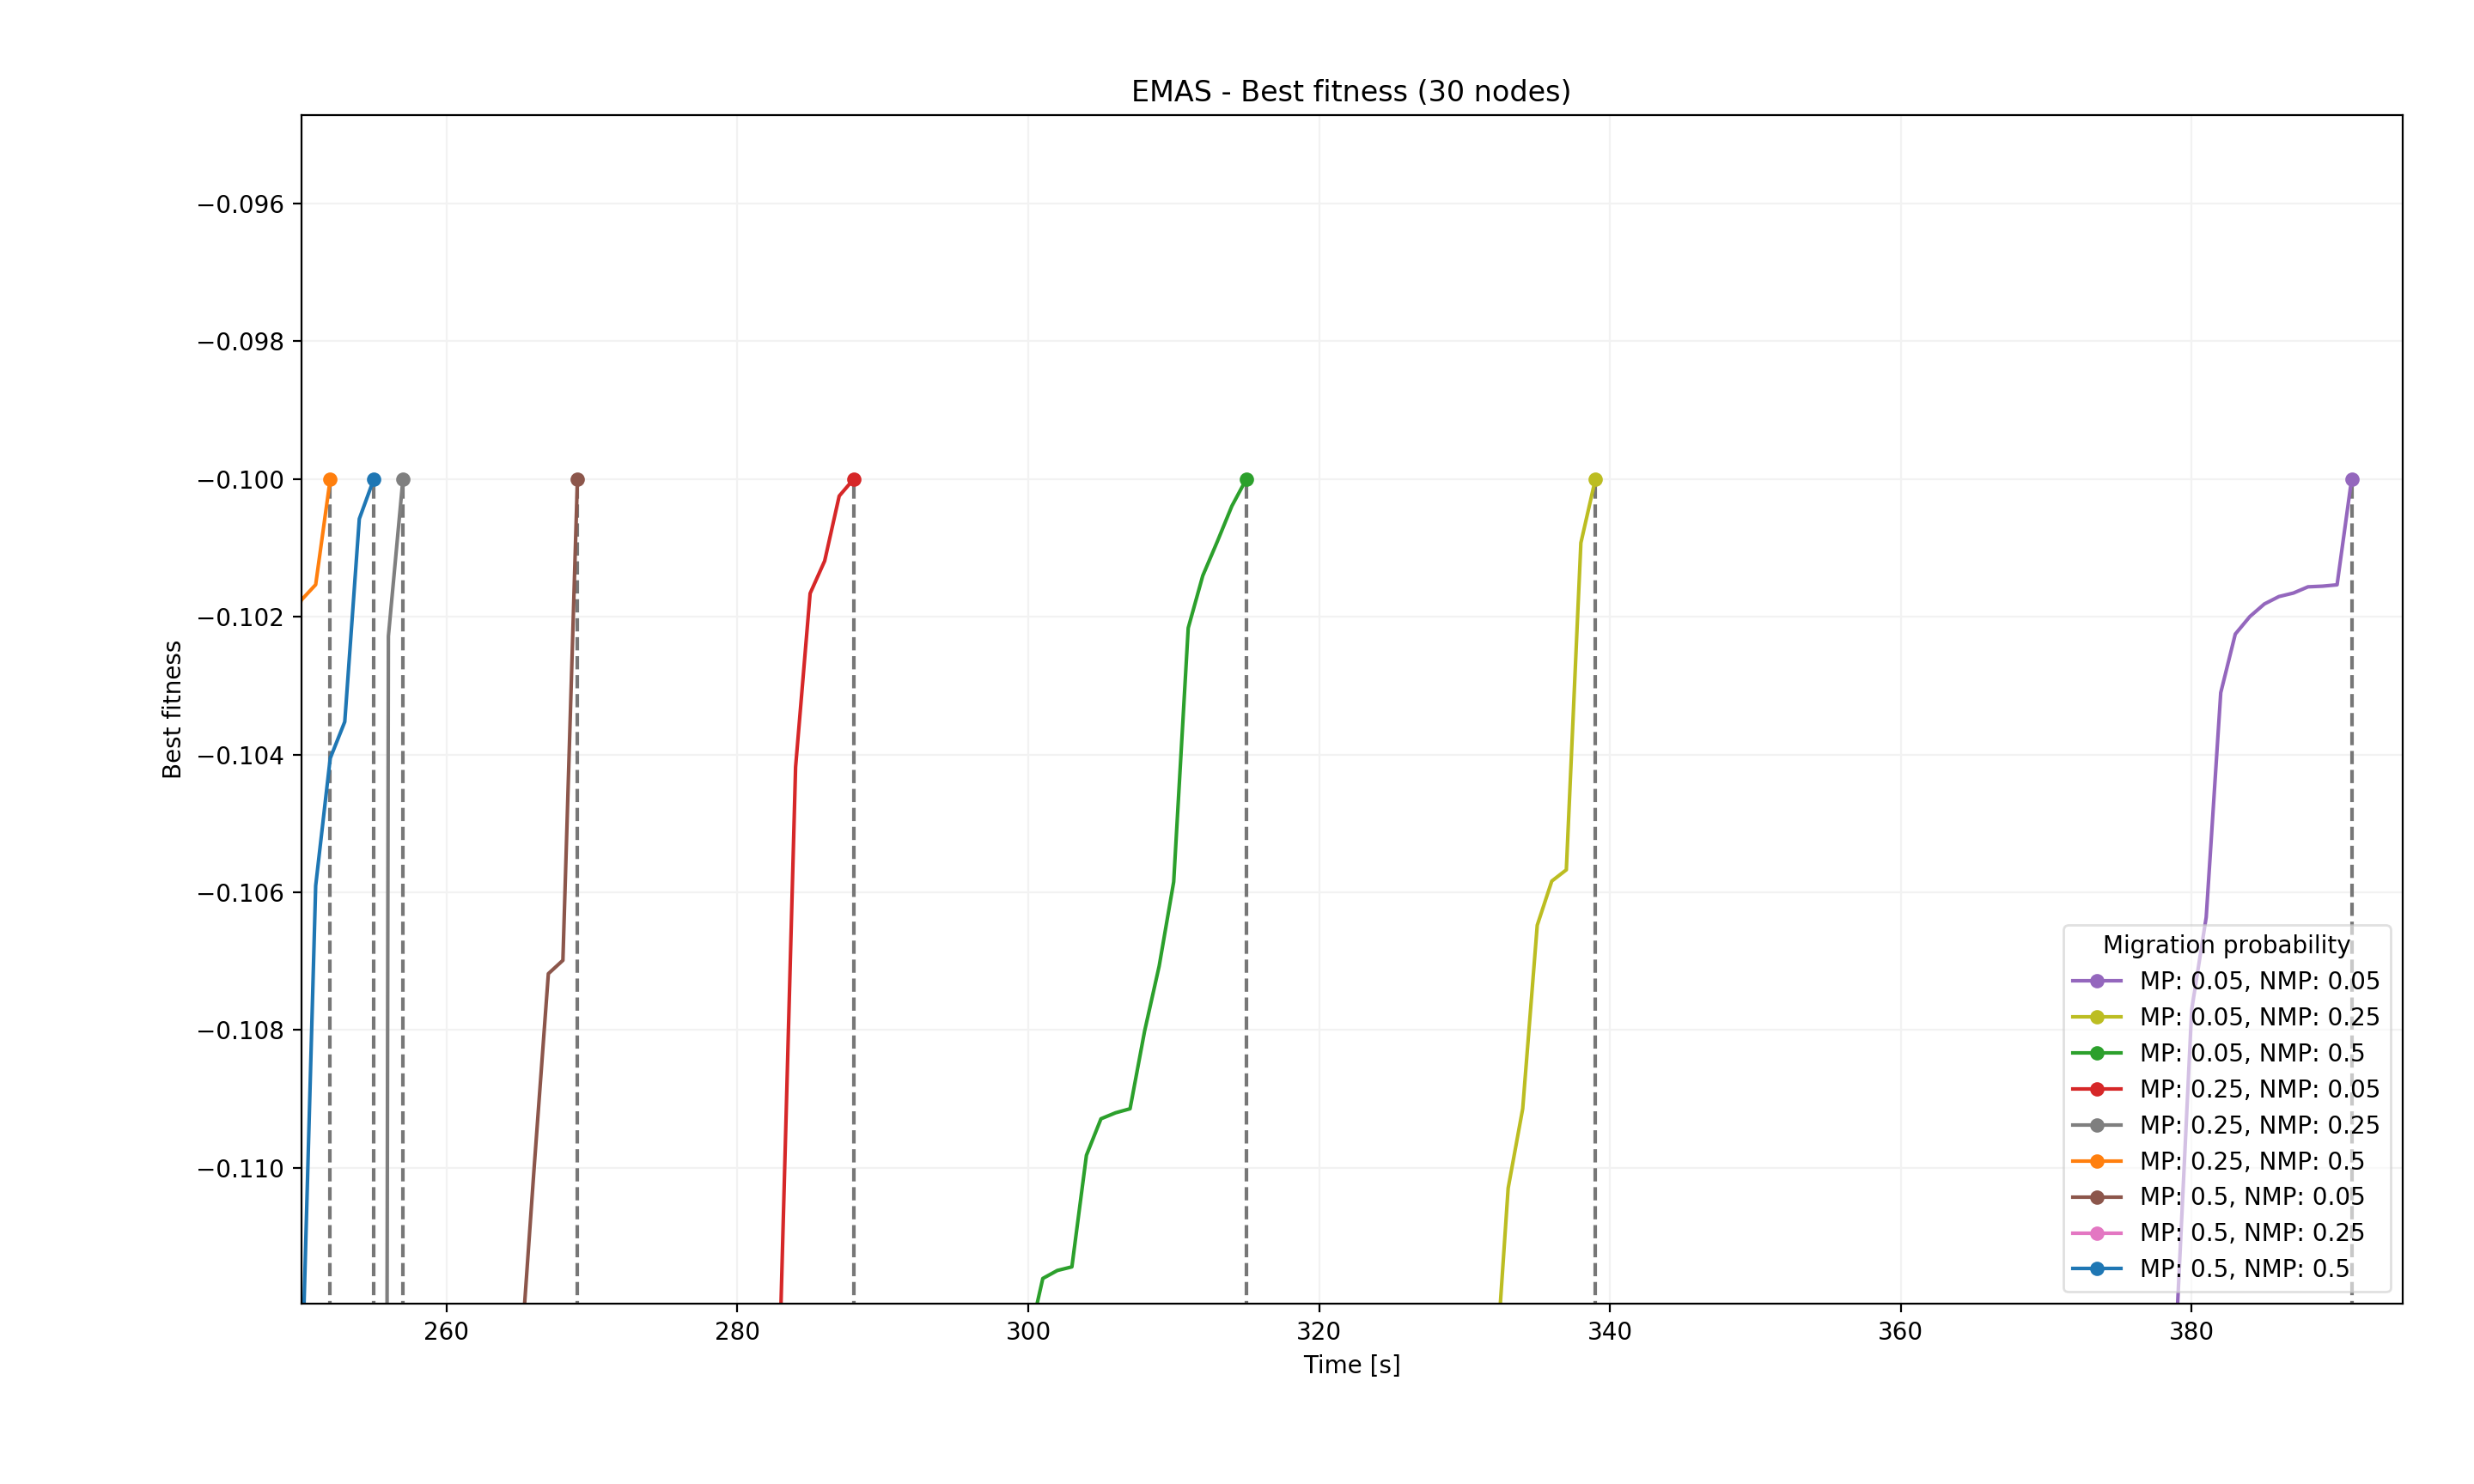 EMAS - Best fitness (30 nodes)
−0.096
−0.098
−0.100
−0.102
−0.104
−0.106
−0.108
−0.110
Best fitness
260
280
300
320
340
360
380
Time [s]
Migration probability
MP: 0.05, NMP: 0.05
MP: 0.05, NMP: 0.25
MP: 0.05, NMP: 0.5
MP: 0.25, NMP: 0.05
MP: 0.25, NMP: 0.25
MP: 0.25, NMP: 0.5
MP: 0.5, NMP: 0.05
MP: 0.5, NMP: 0.25
MP: 0.5, NMP: 0.5